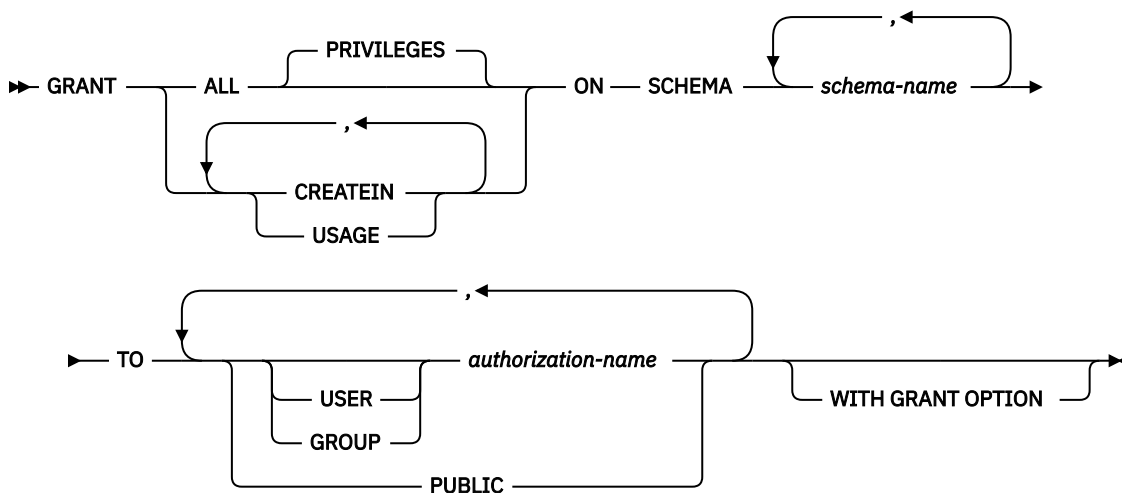 ,
PRIVILEGES
GRANT ALL ON SCHEMA schema-name
,
CREATEIN
USAGE
,
TO authorization-name
USER WITH GRANT OPTION
GROUP
PUBLIC